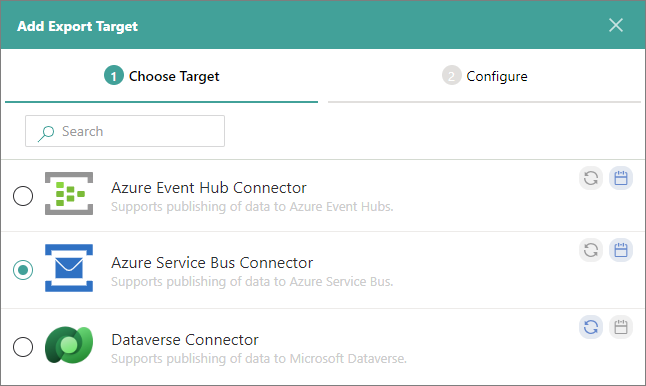 Add Export Target
1 Choose Target
2 Configure
Search
Azure Event Hub Connector
Supports publishing of data to Azure Event Hubs.
Azure Service Bus Connector
Supports publishing of data to Azure Service Bus.
Dataverse Connector
Supports publishing of data to Microsoft Dataverse.